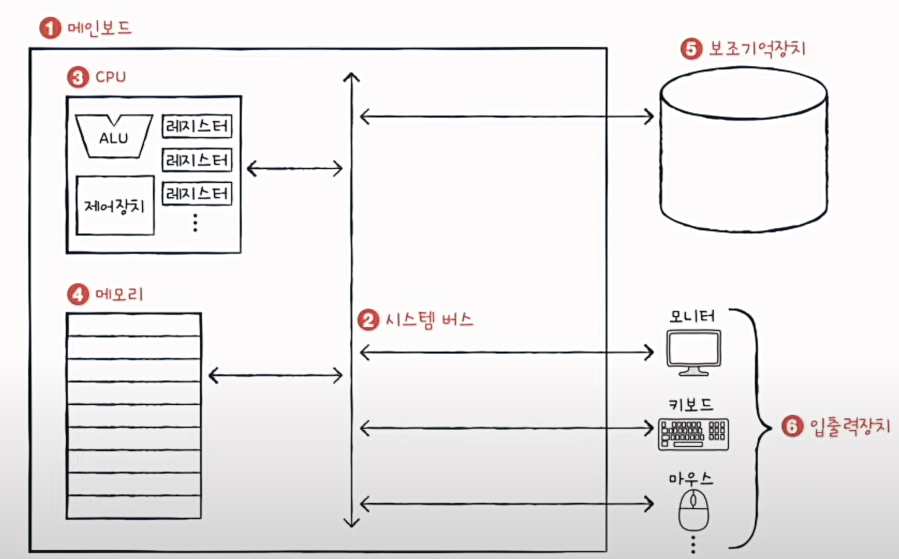 1 메인보드
3 CPU
ALU
레지스터
레지스터
레지스터
제어장치
4 메모리
2 시스템 버스
5 보조기억장치
모니터
키보드
마우스
6 입출력장치